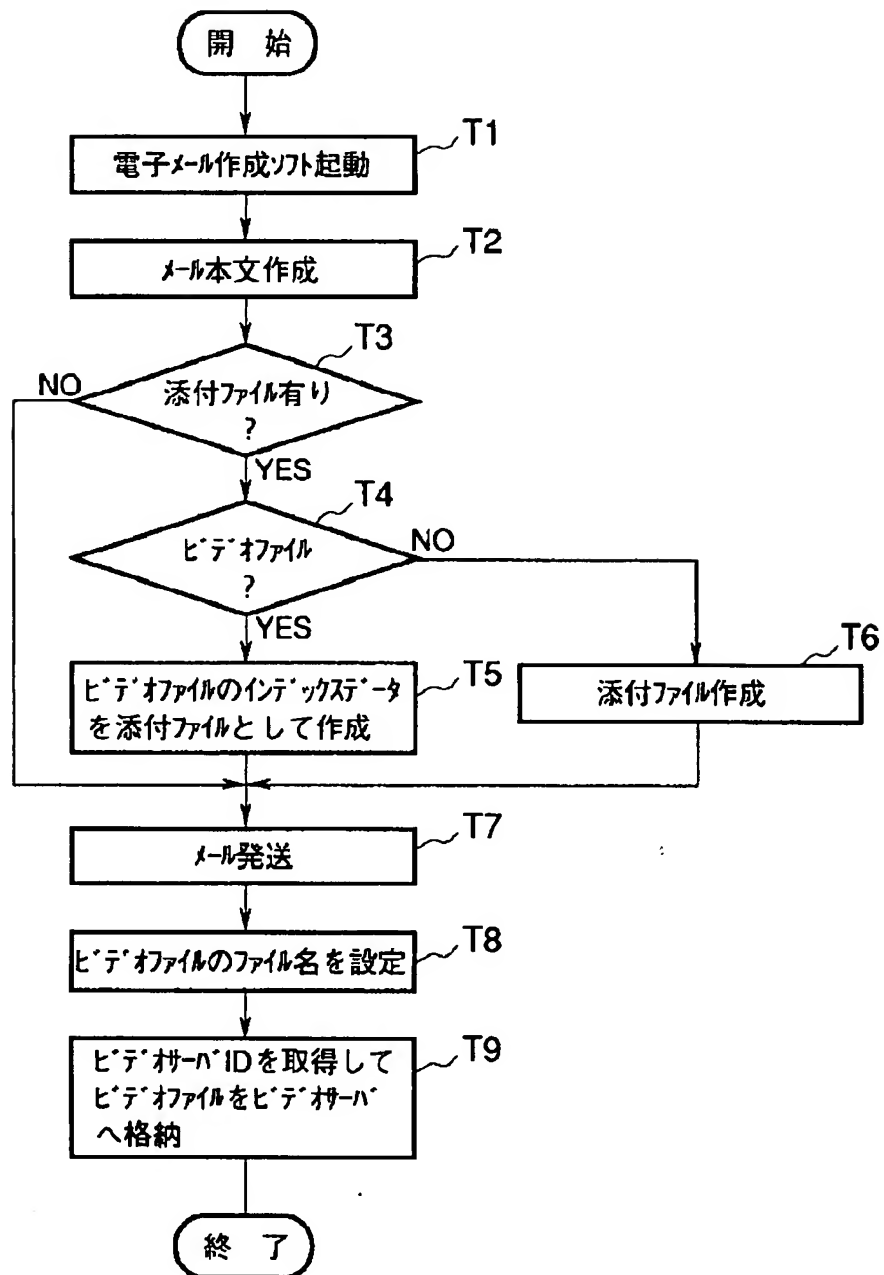 開 始
T1
電子メール作成ソフト起動
T2
メール本文作成
T3
NO
添付ファイル有り
?
YES
T4
ビデオファイル
NO
?
YES
T5
ビデオファイルのインデックスデータ
を添付ファイルとして作成
T6
添付ファイル作成
T7
メール発送
T8
ビデオファイルのファイル名を設定
T9
ビデオサーバIDを取得して
ビデオファイルをビデオサーバ
へ格納
終 了